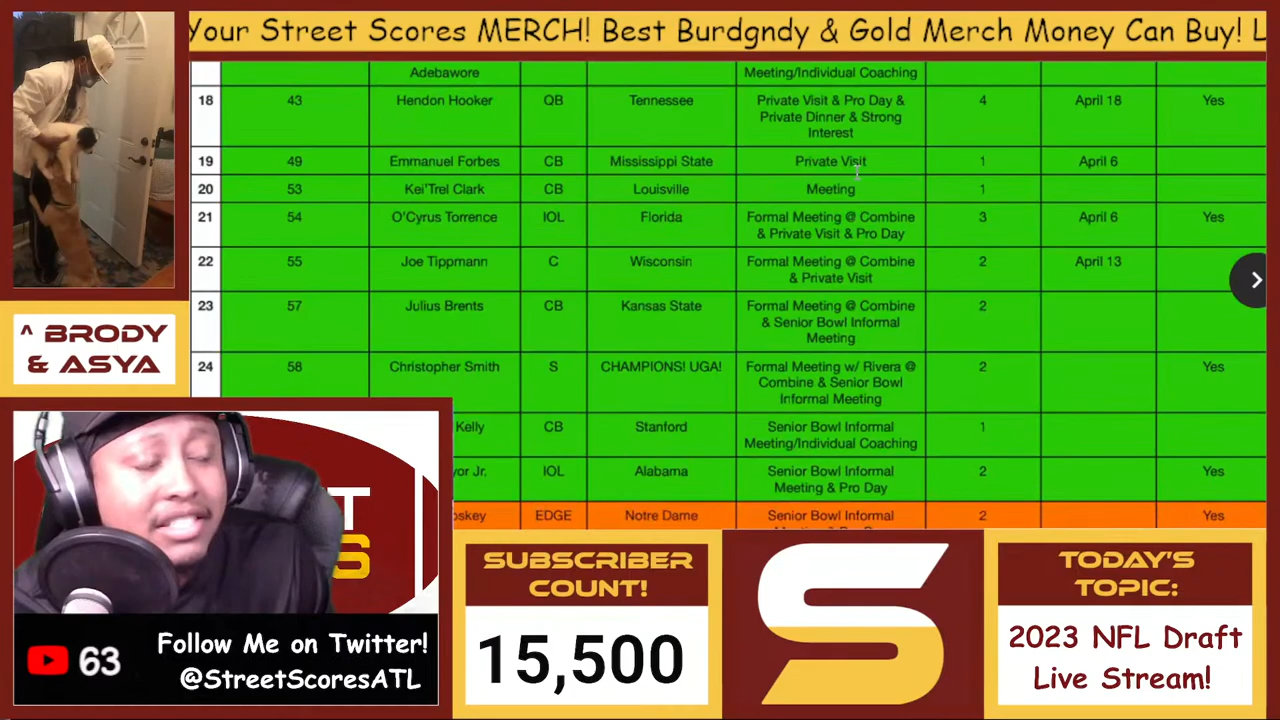 Your Street Scores MERCH! Best Burdgndy & Gold Merch Money Can Buy! L
Adebawore Meeting/Individual Coaching
18 43 Hendon Hooker QB Tennessee Private Visit & Pro Day & 4 April 18 Yes
Private Dinner & Strong
Interest
19 49 Emmanuel Forbes CB Mississippi State Private Visit 1 April 6
20 53 Kei'Trel Clark CB Louisville Meeting 1
21 54 O'Cyrus Torrence IOL Florida Formal Meeting @ Combine 3 April 6 Yes
& Private Visit & Pro Day
22 55 Joe Tippmann C Wisconsin Formal Meeting @ Combine 2 April 13
& Private Visit
23 57 Julius Brents CB Kansas State Formal Meeting @ Combine 2
& Senior Bowl Informal
Meeting
24 58 Christopher Smith S CHAMPIONS! UGA! Formal Meeting w/ Rivera @ 2 Yes
Combine & Senior Bowl
Informal Meeting
Kelly CB Stanford Senior Bowl Informal 1
Meeting/Individual Coaching
yor Jr. IOL Alabama Senior Bowl Informal 2 Yes
Meeting & Pro Day
oskey EDGE Notre Dame Senior Bowl Informal 2 Yes
^ BRODY
& ASYA
T
S
63
Follow Me on Twitter!
@StreetScoresATL
SUBSCRIBER
COUNT!
15,500
S
TODAY'S
TOPIC:
2023 NFL Draft
Live Stream!